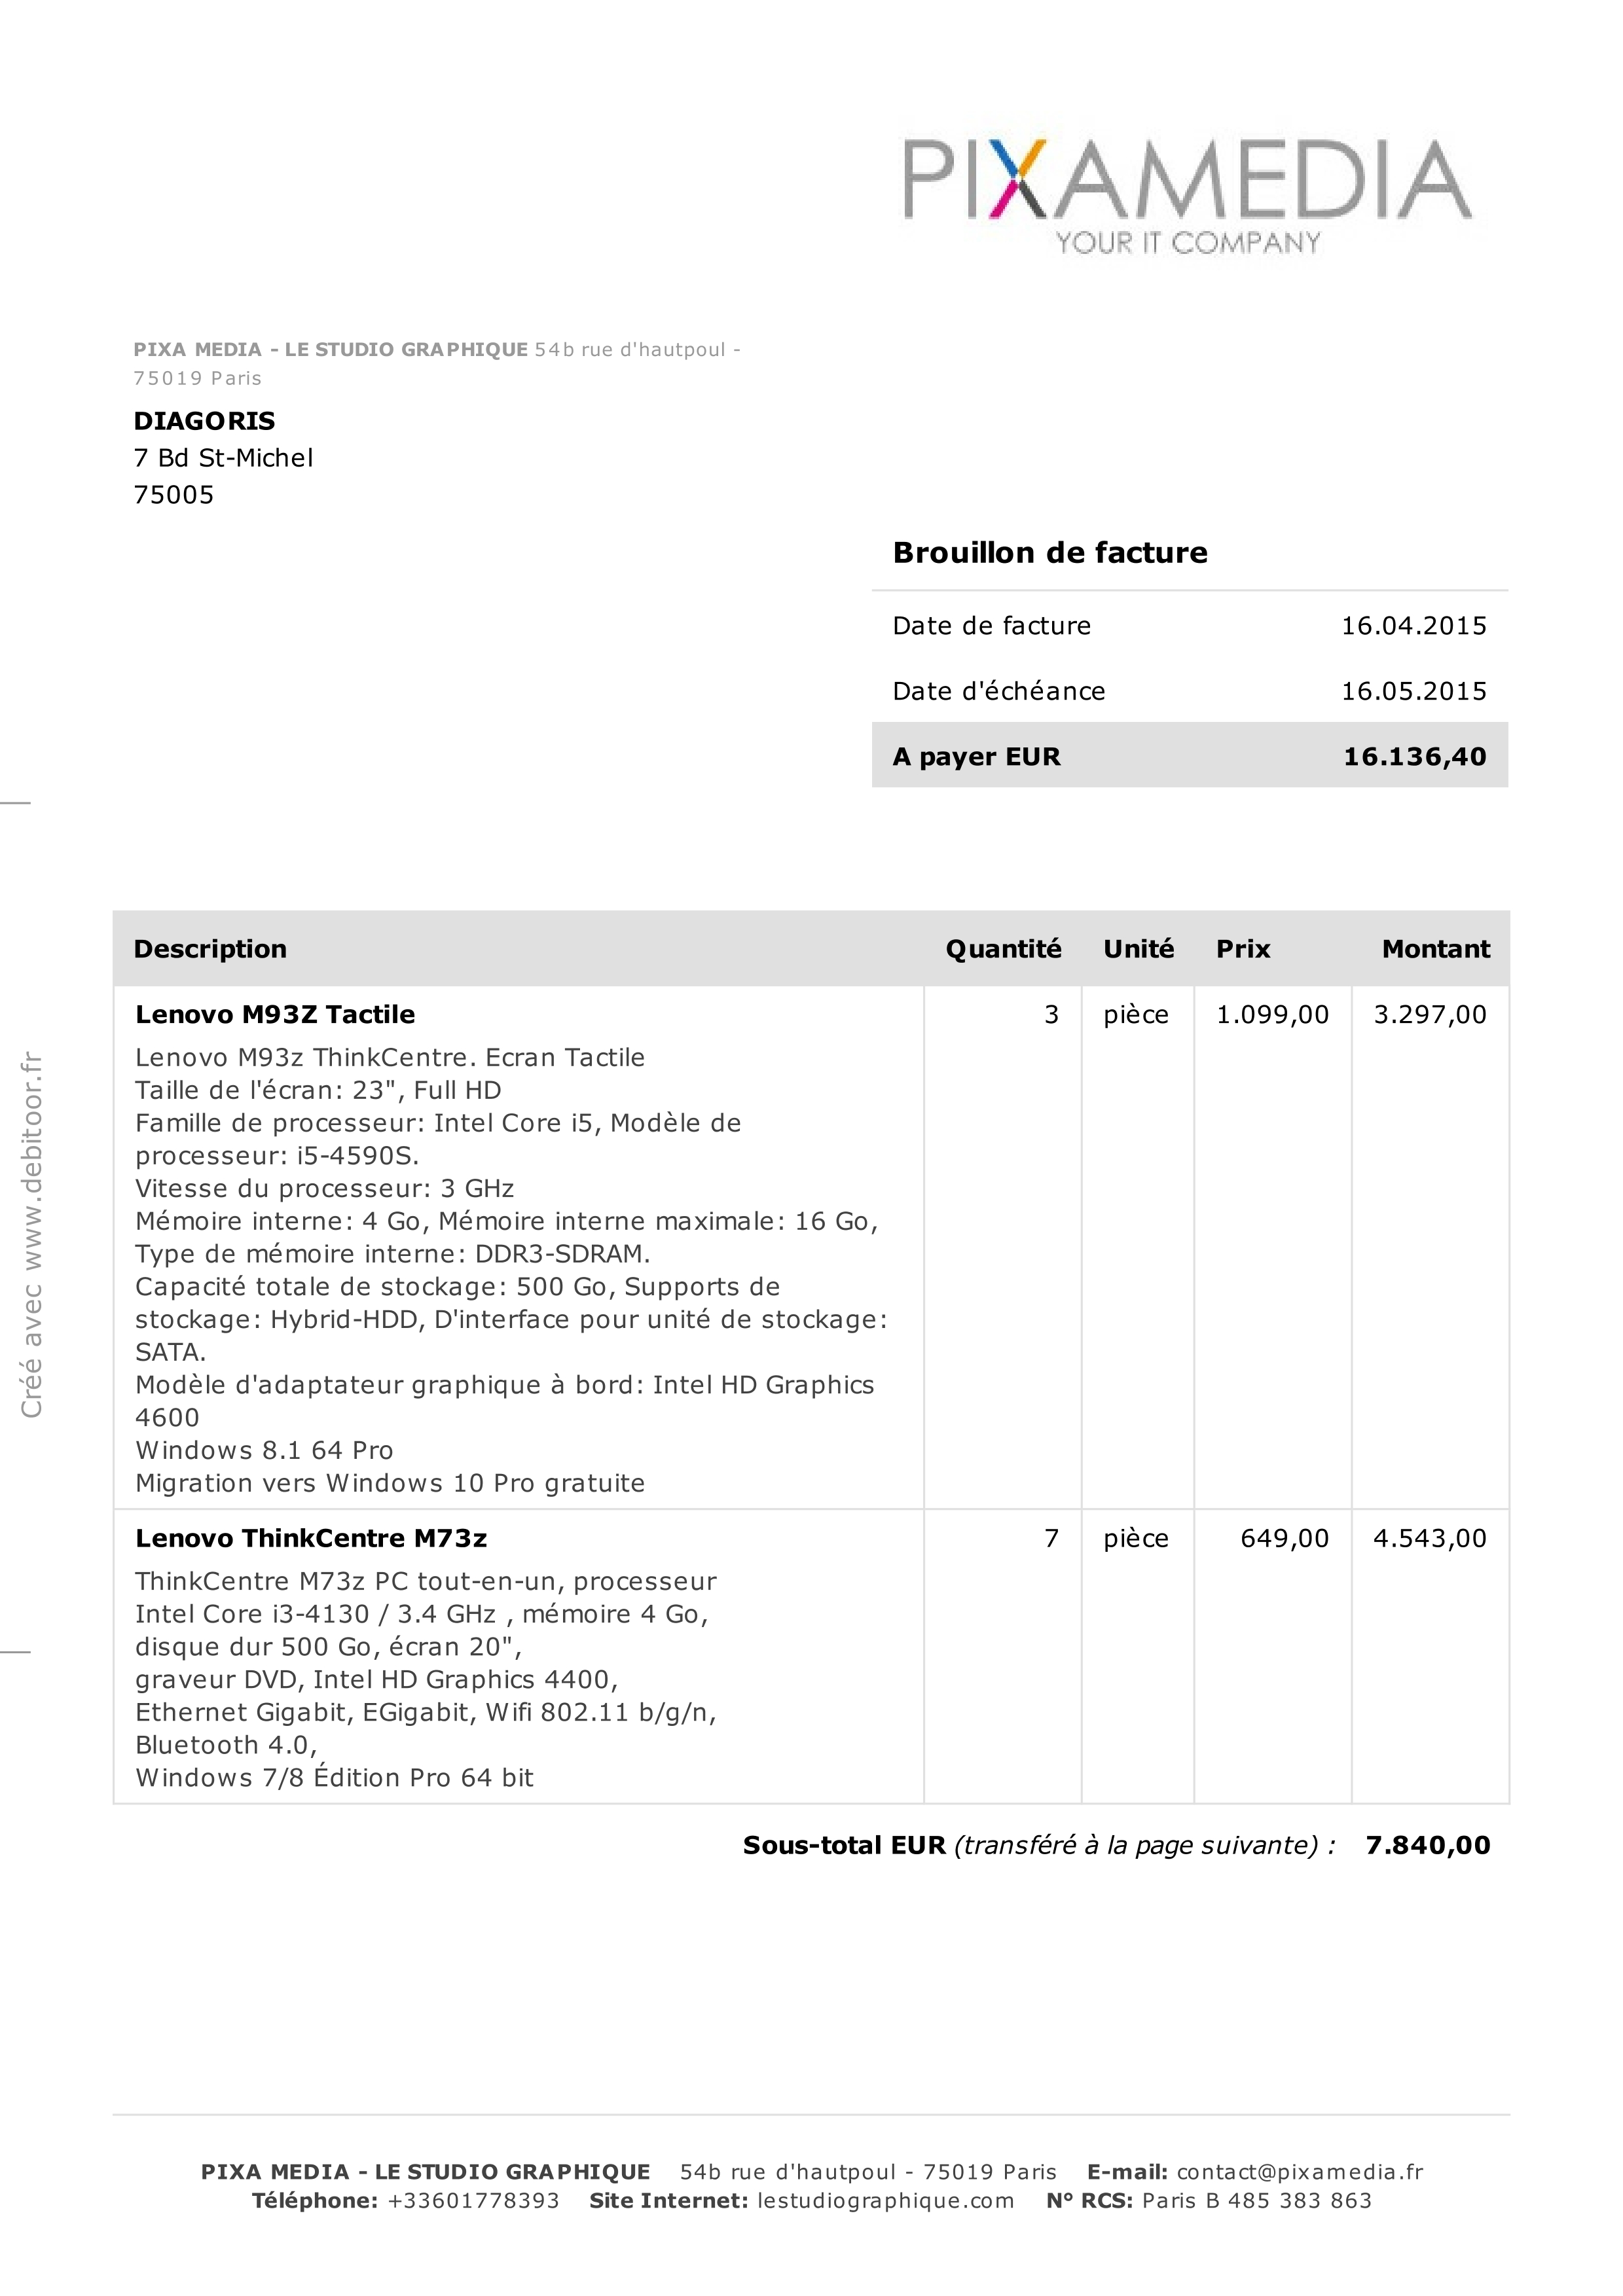 PIXAMEDIA
YOUR IT COMPANY
PIXA MEDIA - LE STUDIO GRAPHIQUE 54b rue d'hautpoul -
75019 Paris
DIAGORIS
7 Bd St-Michel
75005
Brouillon de facture
Date de facture 16.04.2015
Date d'échéance 16.05.2015
A payer EUR 16.136,40
Description Quantité Unité Prix Montant
Lenovo M93Z Tactile 3 pièce 1.099,00 3.297,00
Lenovo M93z ThinkCentre. Ecran Tactile
Taille de l'écran: 23", Full HD
Famille de processeur: Intel Core i5, Modèle de
processeur: i5-4590S.
Vitesse du processeur: 3 GHz
Mémoire interne: 4 Go, Mémoire interne maximale: 16 Go,
Type de mémoire interne: DDR3-SDRAM.
Capacité totale de stockage: 500 Go, Supports de
stockage: Hybrid-HDD, D'interface pour unité de stockage:
SATA.
Modèle d'adaptateur graphique à bord: Intel HD Graphics
4600
Windows 8.1 64 Pro
Migration vers Windows 10 Pro gratuite
Lenovo ThinkCentre M73z 7 pièce 649,00 4.543,00
ThinkCentre M73z PC tout-en-un, processeur
Intel Core i3-4130 / 3.4 GHz , mémoire 4 Go,
disque dur 500 Go, écran 20",
graveur DVD, Intel HD Graphics 4400,
Ethernet Gigabit, EGigabit, Wifi 802.11 b/g/n,
Bluetooth 4.0,
Windows 7/8 Édition Pro 64 bit
Sous-total EUR (transféré à la page suivante) : 7.840,00
Créé avec www.debitoor.fr
PIXA MEDIA - LE STUDIO GRAPHIQUE 54b rue d'hautpoul - 75019 Paris E-mail: contact@pixamedia.fr
Téléphone: +33601778393 Site Internet: lestudiographique.com N° RCS: Paris B 485 383 863